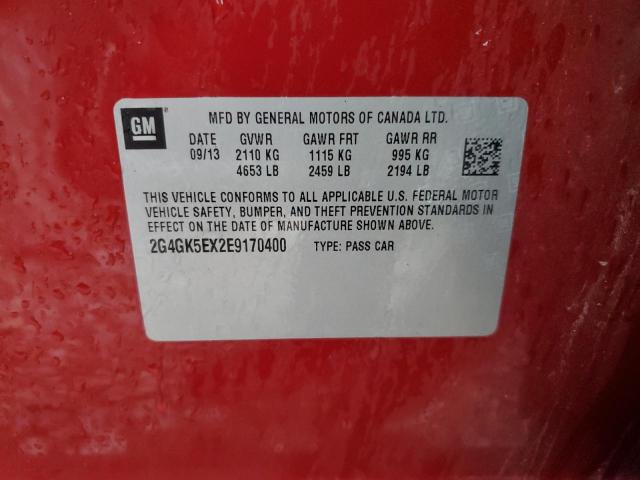 GM
MFD BY GENERAL MOTORS OF CANADA LTD.
DATE GVWR GAWR FRT GAWR RR
09/13 2110 KG 1115 KG 995 KG
4653 LB 2459 LB 2194 LB
THIS VEHICLE CONFORMS TO ALL APPLICABLE U.S. FEDERAL MOTOR
VEHICLE SAFETY, BUMPER, AND THEFT PREVENTION STANDARDS IN
EFFECT ON THE DATE OF MANUFACTURE SHOWN ABOVE.
2G4GK5EX2E9170400 TYPE: PASS CAR